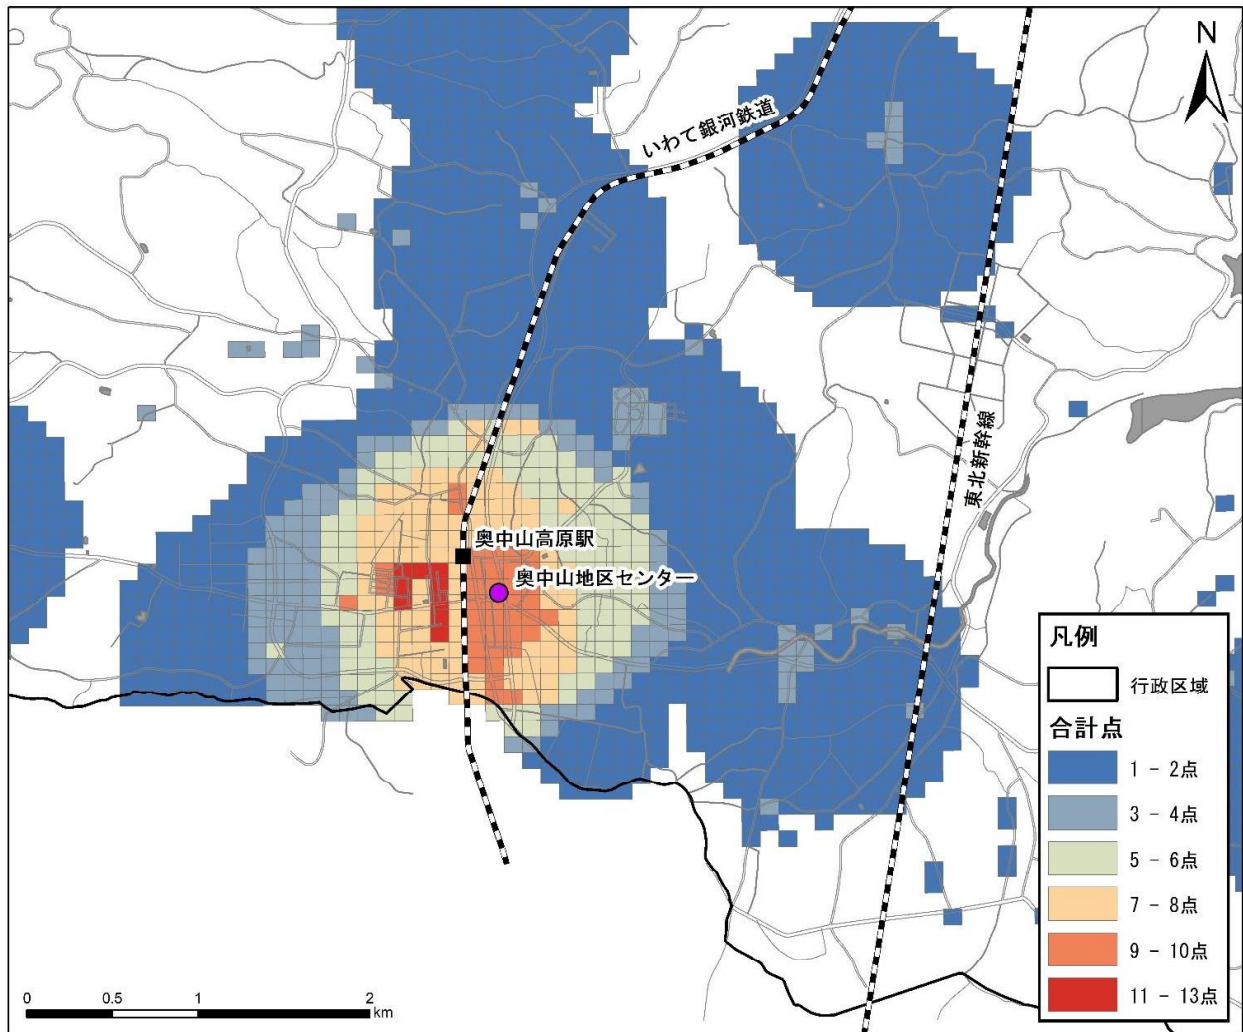 N
いわて銀河鉄道
東北新幹線
奥中山高原駅
奥中山地区センター
凡例
行政区域
合計点
1 - 2点
3 - 4点
5 - 6点
7 - 8点
9 - 10点
11 - 13点
0 0.5 1 2
km